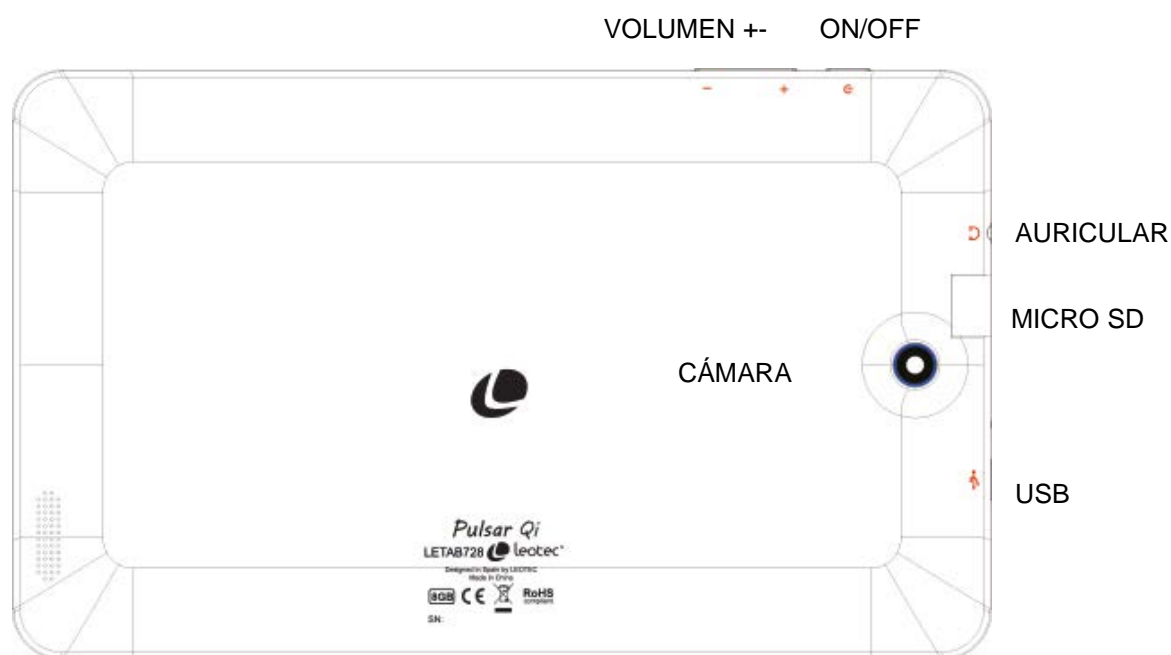 VOLUMEN +- ON/OFF
- +
AURICULAR
MICRO SD
CÁMARA
USB
Pulsar Qi
LETAB728 leotec
Designed in Spain by LEOTEC
Made in China
8GB CE RoHS
compliant
SN: